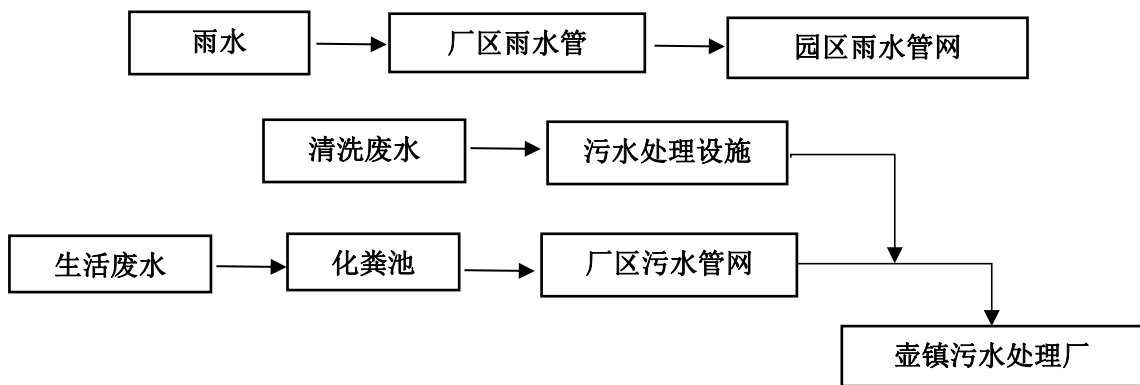 雨水
厂区雨水管
园区雨水管网
清洗废水
污水处理设施
生活废水
化粪池
厂区污水管网
壶镇污水处理厂